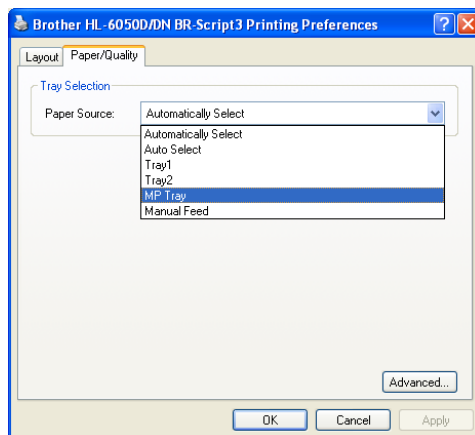 Brother HL-6050D/DN BR-Script3 Printing Preferences
Layout Paper/Quality
Tray Selection
Paper Source: Automatically Select
Automatically Select
Auto Select
Tray1
Tray2
MP Tray
Manual Feed
Advanced...
OK Cancel Apply